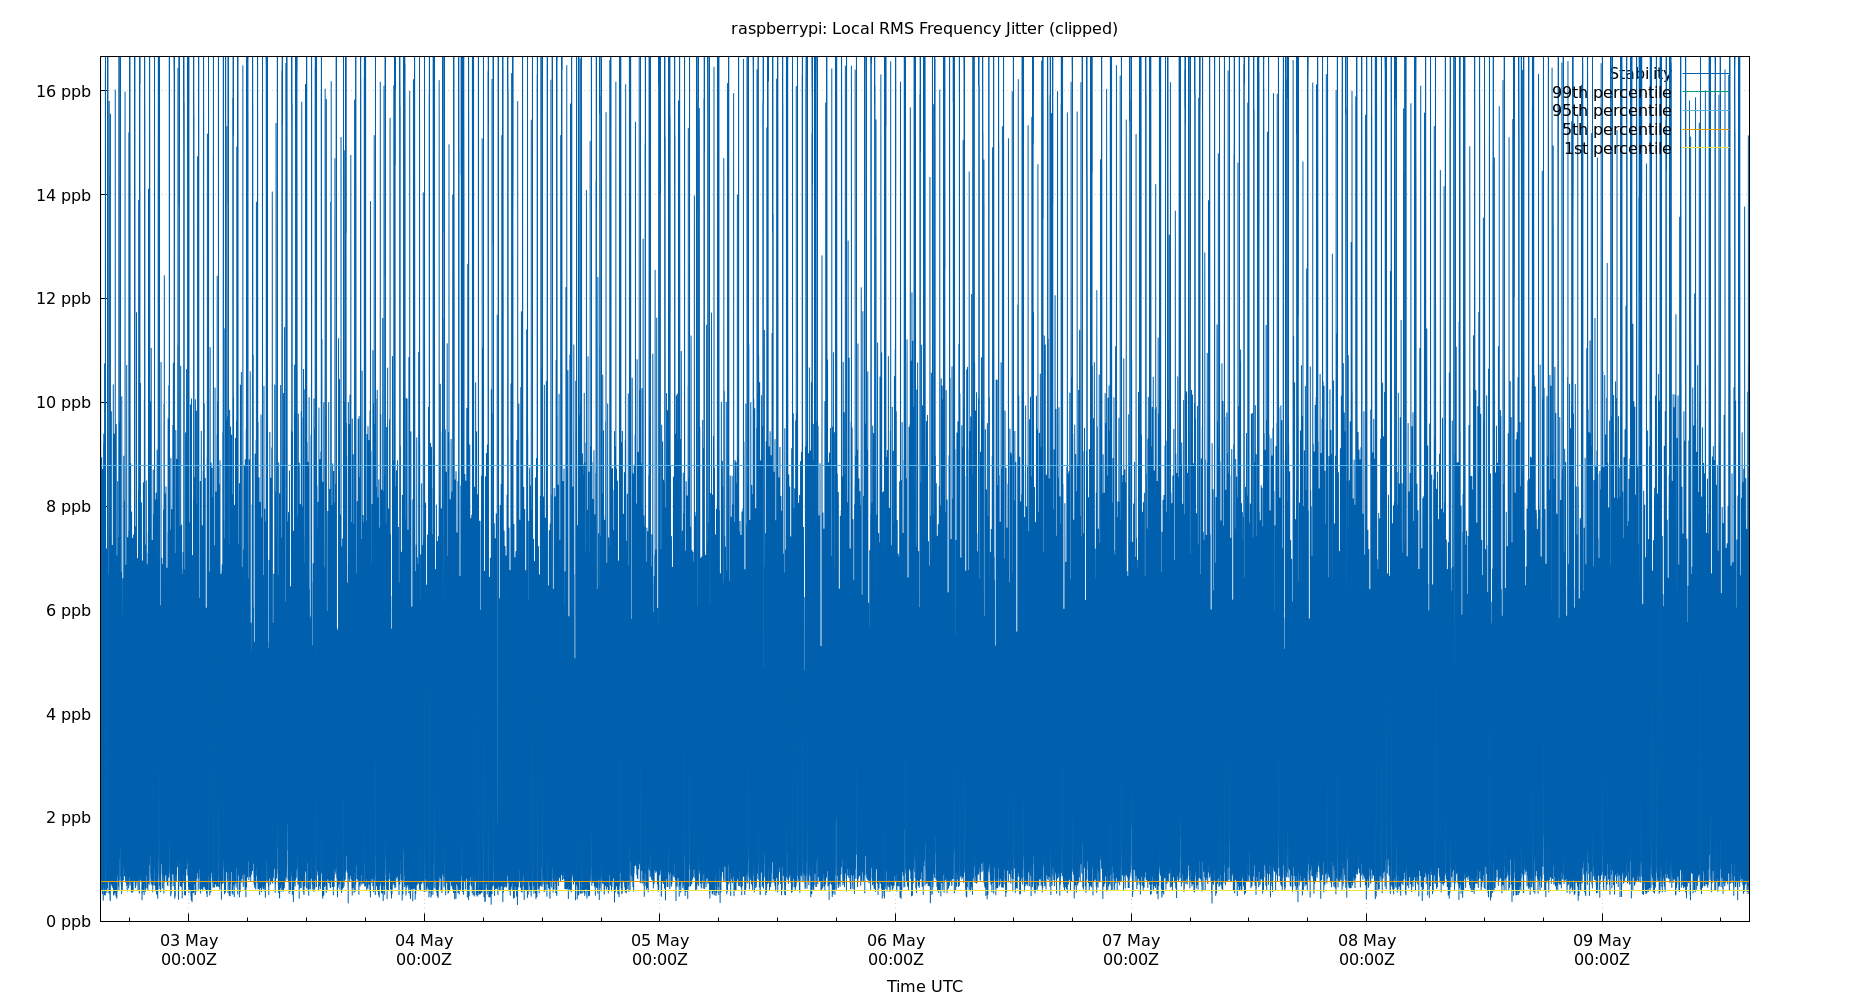 raspberrypi: Local RMS Frequency Jitter (clipped)
Stability
99th percentile
95th percentile
5th percentile
1st percentile
16 ppb
14 ppb
12 ppb
10 ppb
8 ppb
6 ppb
4 ppb
2 ppb
0 ppb
03 May 04 May 05 May 06 May 07 May 08 May 09 May
00:00Z 00:00Z 00:00Z 00:00Z 00:00Z 00:00Z 00:00Z
Time UTC